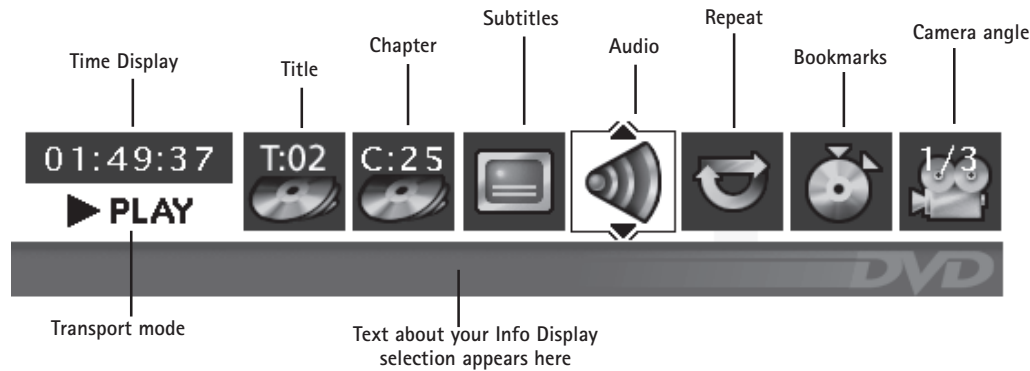 Subtitles
Repeat
Camera angle
Chapter
Audio
Time Display
Title
Bookmarks
01:49:37
T:02
C:25
1/3
PLAY
DVD
Transport mode
Text about your Info Display
selection appears here